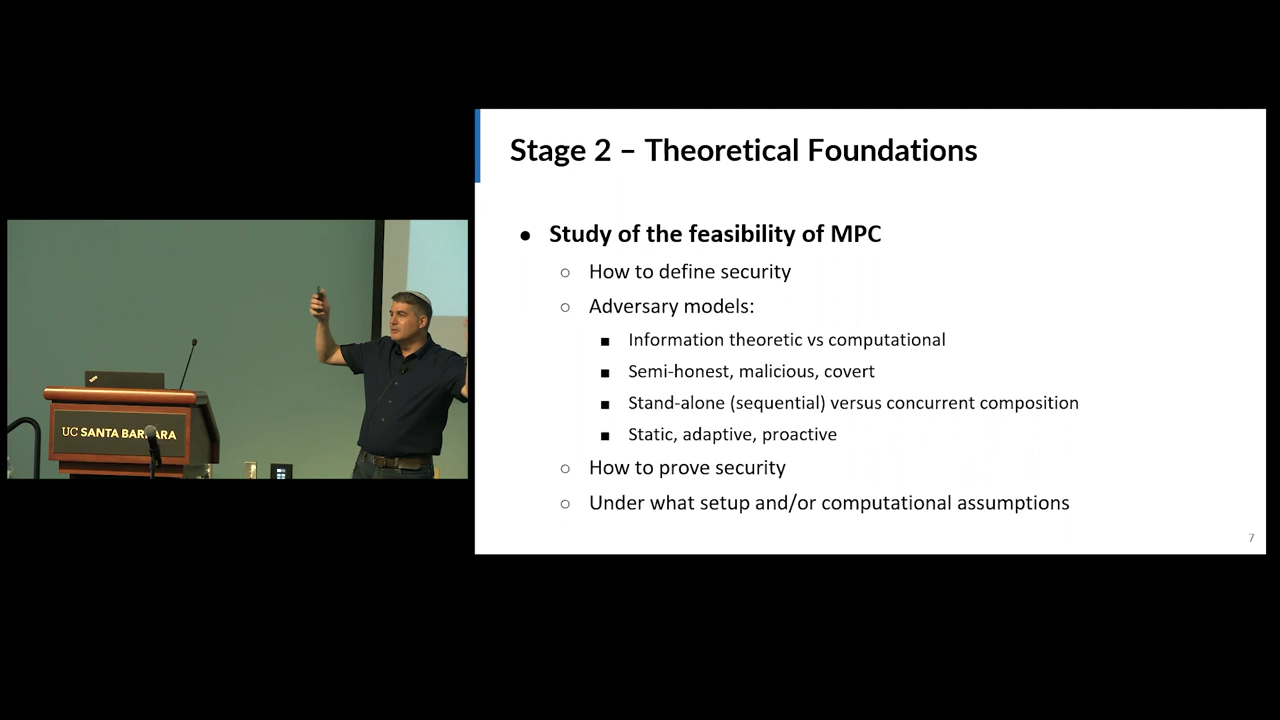 Stage 2 – Theoretical Foundations
● Study of the feasibility of MPC
○ How to define security
○ Adversary models:
■ Information theoretic vs computational
■ Semi-honest, malicious, covert
■ Stand-alone (sequential) versus concurrent composition
■ Static, adaptive, proactive
○ How to prove security
○ Under what setup and/or computational assumptions
7
UC SANTA BARBARA